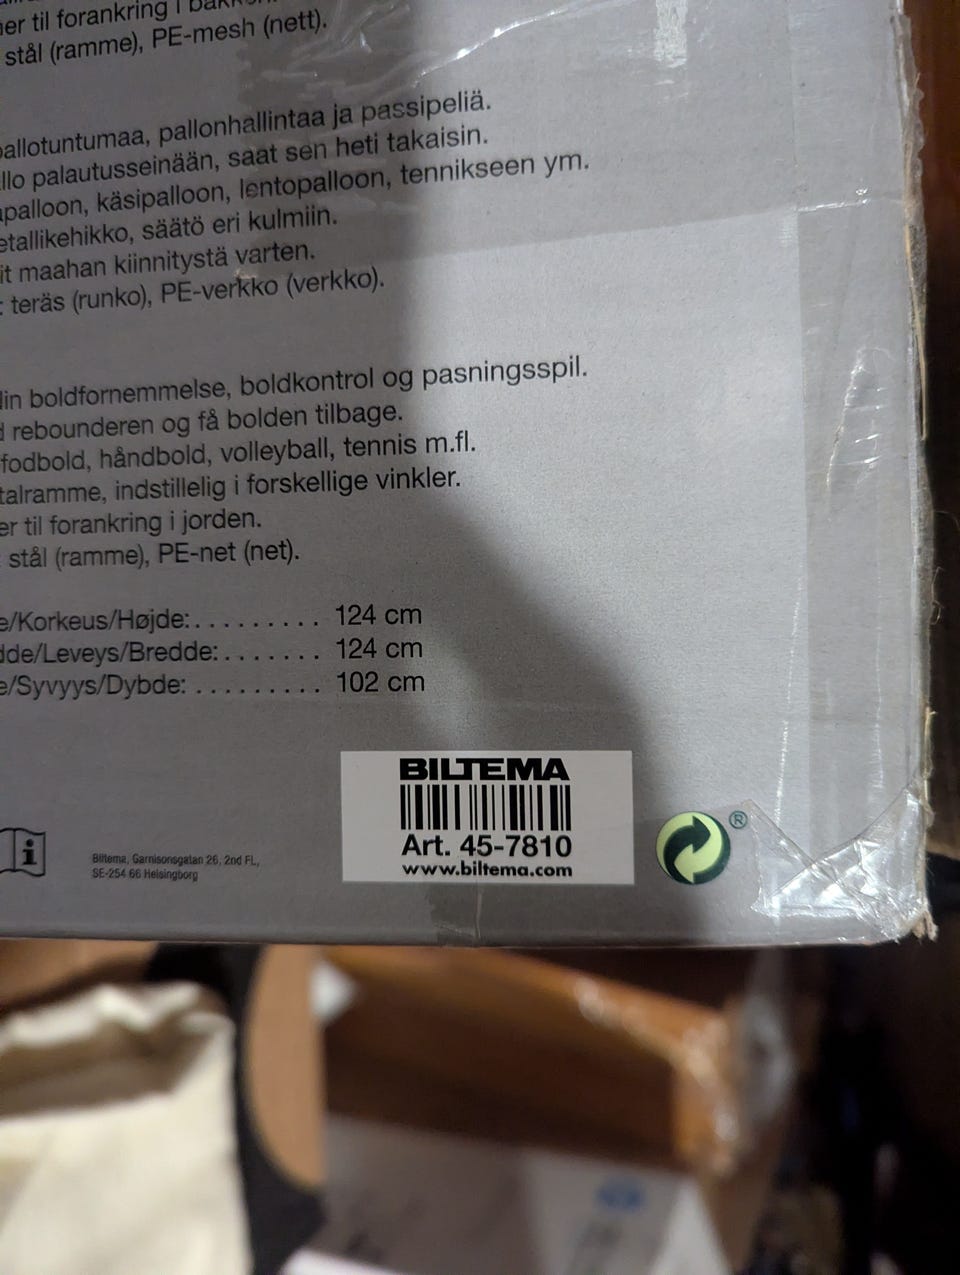 til forankring i
stål (ramme), PE-mesh (nett).
pallotuntumaa, pallonhallintaa ja passipeliä.
palautusseinään, saat sen heti takaisin.
käsipalloon, lentopalloon, tennikseen ym.
säätö eri kulmiin.
maahan kiinnitystä varten.
: teräs (runko), PE-verkko (verkko).
din boldfornemmelse, boldkontrol og pasningsspil.
rebounderen og få bolden tilbage.
fodbold, håndbold, volleyball, tennis m.fl.
talramme, indstillelig i forskellige vinkler.
er til forankring i jorden.
stål (ramme), PE-net (net).
e/Korkeus/Højde:......... 124 cm
dde/Leveys/Bredde:....... 124 cm
e/Syvyys/Dybde: ......... 102 cm
BILTEMA
Art. 45-7810
www.biltema.com
i
Biltema, Garnisonsgatan 26, 2nd FL,
SE-254 66 Helsingborg
®